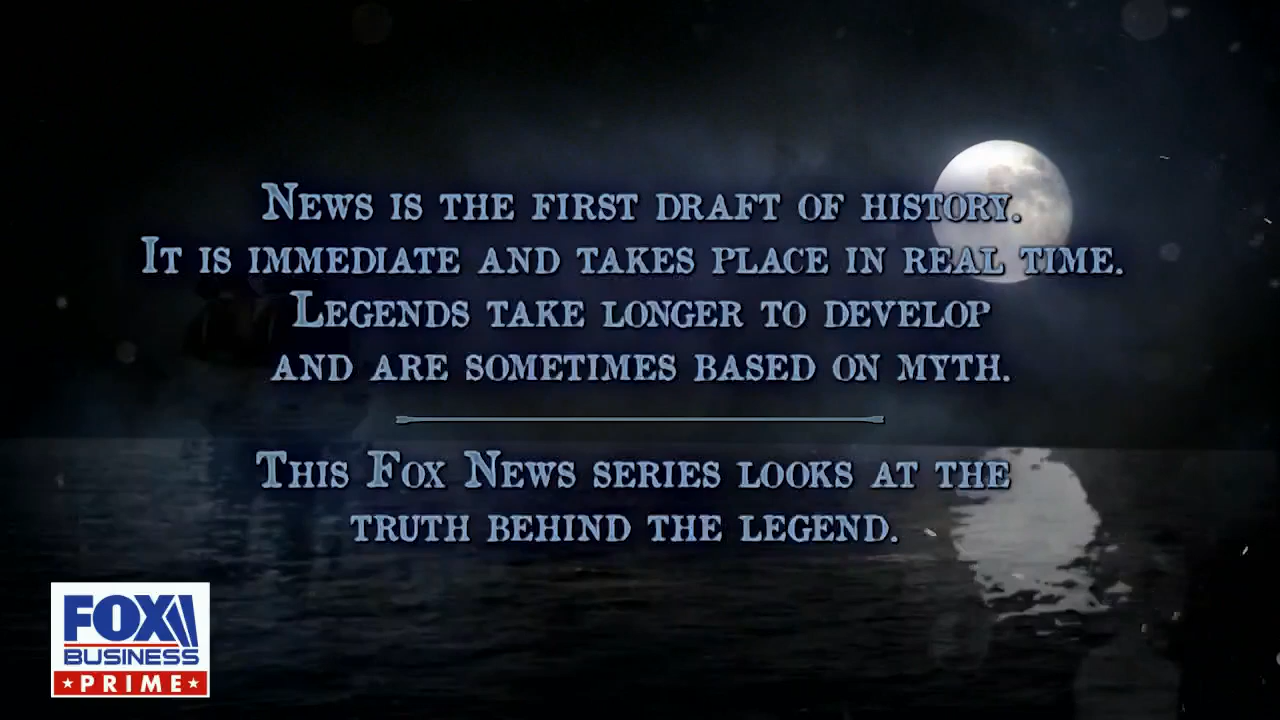 News is the first draft of history.
It is immediate and takes place in real time.
Legends take longer to develop
and are sometimes based on myth.
This Fox News series looks at the
truth behind the legend.
FOX
BUSINESS
PRIME